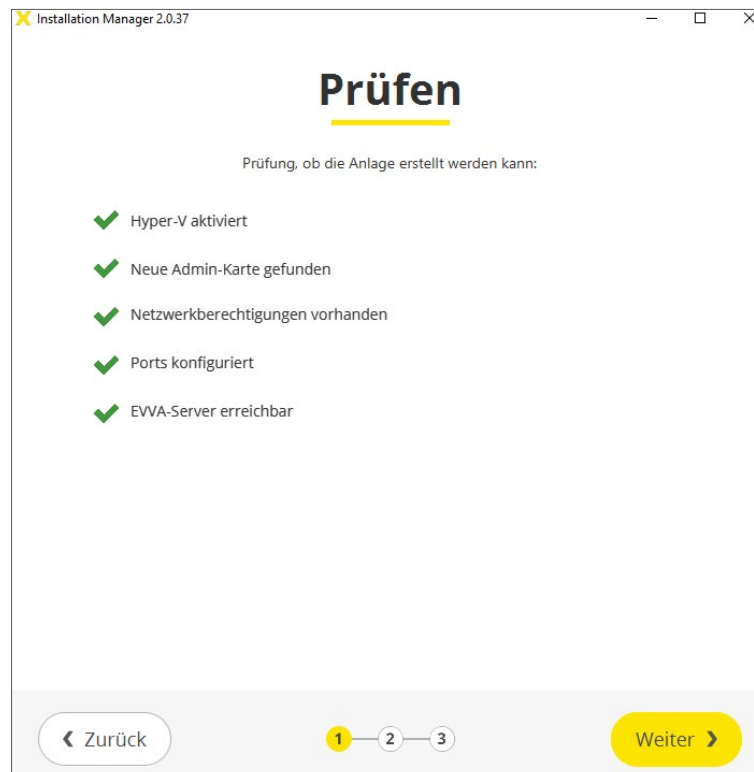 Installation Manager 2.0.37
Prüfen
Prüfung, ob die Anlage erstellt werden kann:
Hyper-V aktiviert
Neue Admin-Karte gefunden
Netzwerkberechtigungen vorhanden
Ports konfiguriert
EVVA-Server erreichbar
Zurück
1 2 3
Weiter